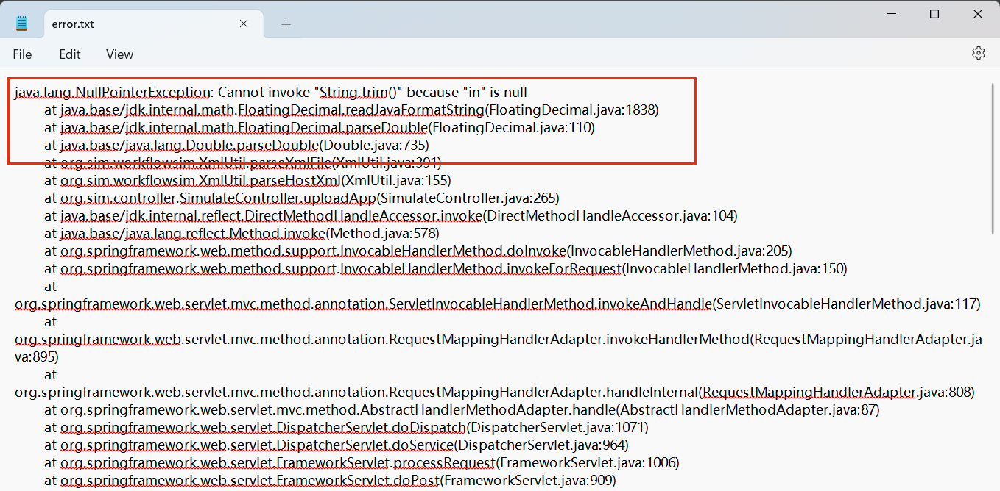 error.txt
File Edit View
java.lang.NullPointerException: Cannot invoke "String.trim()" because "in" is null
at java.base/jdk.internal.math.FloatingDecimal.readJavaFormatString(FloatingDecimal.java:1838)
at java.base/jdk.internal.math.FloatingDecimal.parseDouble(FloatingDecimal.java:110)
at java.base/java.lang.Double.parseDouble(Double.java:735)
at org.sim.workflowsim.XmlUtil.parseXmlFile(XmlUtil.java:391)
at org.sim.workflowsim.XmlUtil.parseHostXml(XmlUtil.java:155)
at org.sim.controller.SimulateController.uploadApp(SimulateController.java:265)
at java.base/jdk.internal.reflect.DirectMethodHandleAccessor.invoke(DirectMethodHandleAccessor.java:104)
at java.base/java.lang.reflect.Method.invoke(Method.java:578)
at org.springframework.web.method.support.InvocableHandlerMethod.doInvoke(InvocableHandlerMethod.java:205)
at org.springframework.web.method.support.InvocableHandlerMethod.invokeForRequest(InvocableHandlerMethod.java:150)
at
org.springframework.web.servlet.mvc.method.annotation.ServletInvocableHandlerMethod.invokeAndHandle(ServletInvocableHandlerMethod.java:117)
at
org.springframework.web.servlet.mvc.method.annotation.RequestMappingHandlerAdapter.invokeHandlerMethod(RequestMappingHandlerAdapter.ja
va:895)
at
org.springframework.web.servlet.mvc.method.annotation.RequestMappingHandlerAdapter.handleInternal(RequestMappingHandlerAdapter.java:808)
at org.springframework.web.servlet.mvc.method.AbstractHandlerMethodAdapter.handle(AbstractHandlerMethodAdapter.java:87)
at org.springframework.web.servlet.DispatcherServlet.doDispatch(DispatcherServlet.java:1071)
at org.springframework.web.servlet.DispatcherServlet.doService(DispatcherServlet.java:964)
at org.springframework.web.servlet.FrameworkServlet.processRequest(FrameworkServlet.java:1006)
at org.springframework.web.servlet.FrameworkServlet.doPost(FrameworkServlet.java:909)